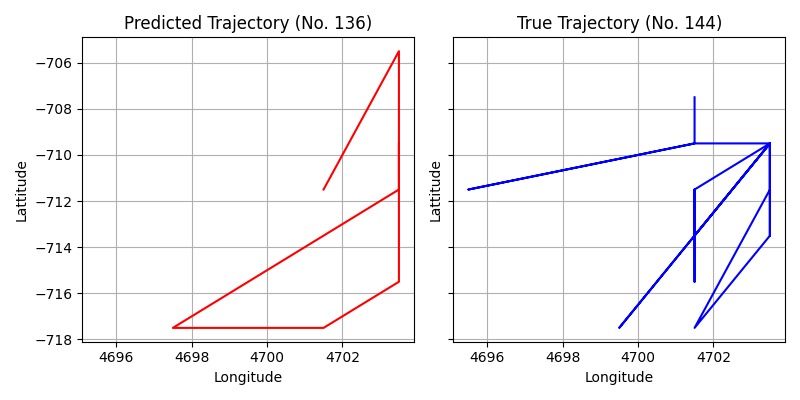 Predicted Trajectory (No. 136)
True Trajectory (No. 144)
Lattitude
−706
−708
−710
−712
−714
−716
−718
4696
4698
4700
4702
Longitude
Lattitude
4696
4698
4700
4702
Longitude